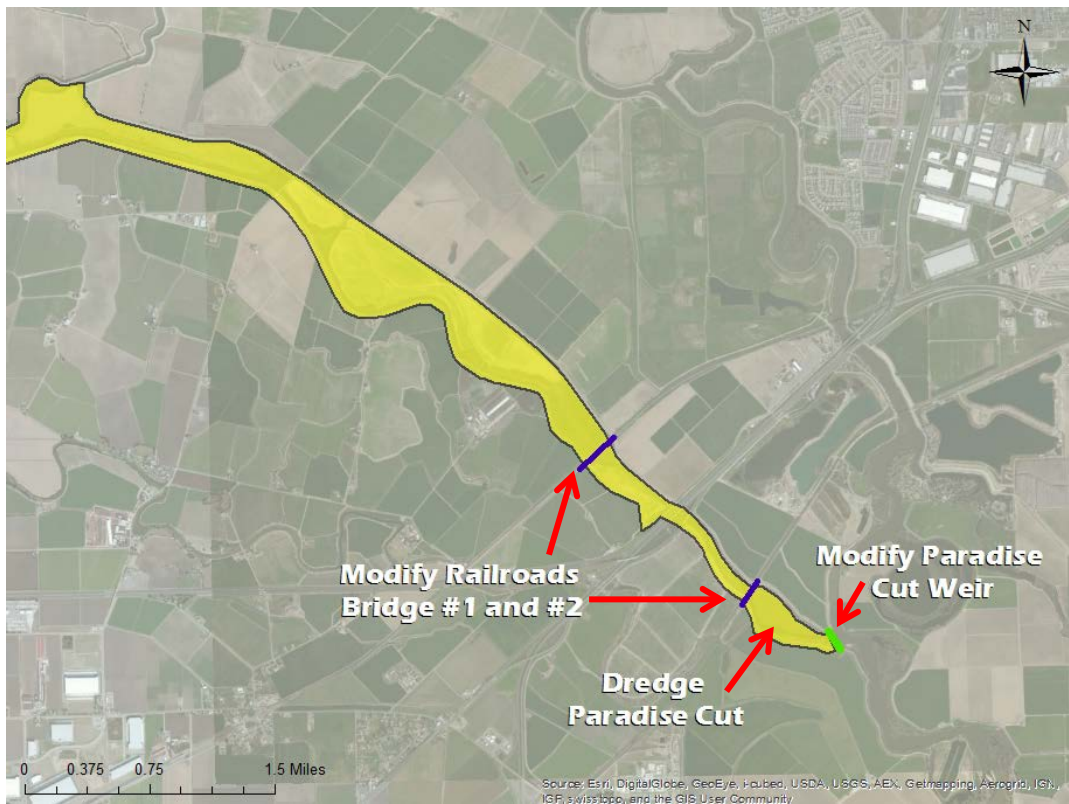 N
Modify Railroads
Bridge #1 and #2
Modify Paradise
Cut Weir
Dredge
Paradise Cut
0 0.375 0.75 1.5 Miles
Source: Esri, DigitalGlobe, GeoEye, i-cubed, USDA, USGS, AEX, Getmapping, Aerogrid, IGN,
IGP, swisstopo, and the GIS User Community